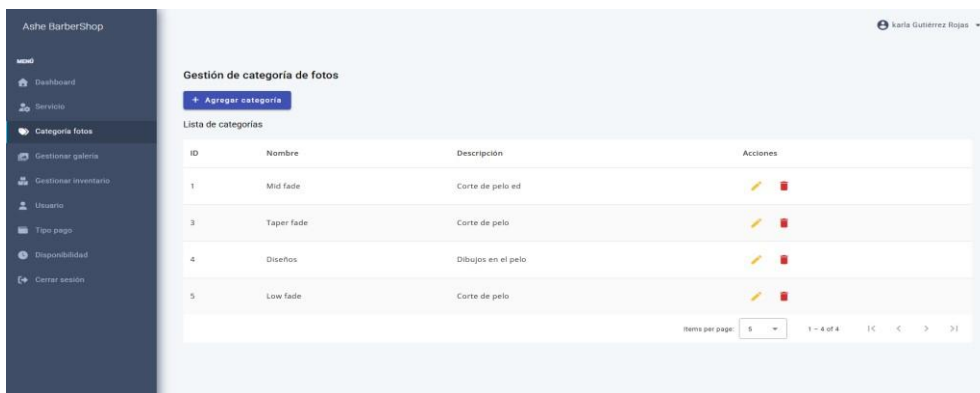 Ashe BarberShop
karla Gutiérrez Rojas
MENÚ
Dashboard
Servicio
Categoría fotos
Gestionar galería
Gestionar inventario
Usuario
Tipo pago
Disponibilidad
Cerrar sesión
Gestión de categoría de fotos
+ Agregar categoría
Lista de categorías
ID Nombre Descripción Acciones
1 Mid fade Corte de pelo ed
3 Taper fade Corte de pelo
4 Diseños Dibujos en el pelo
5 Low fade Corte de pelo
Items per page: 5 1 – 4 of 4